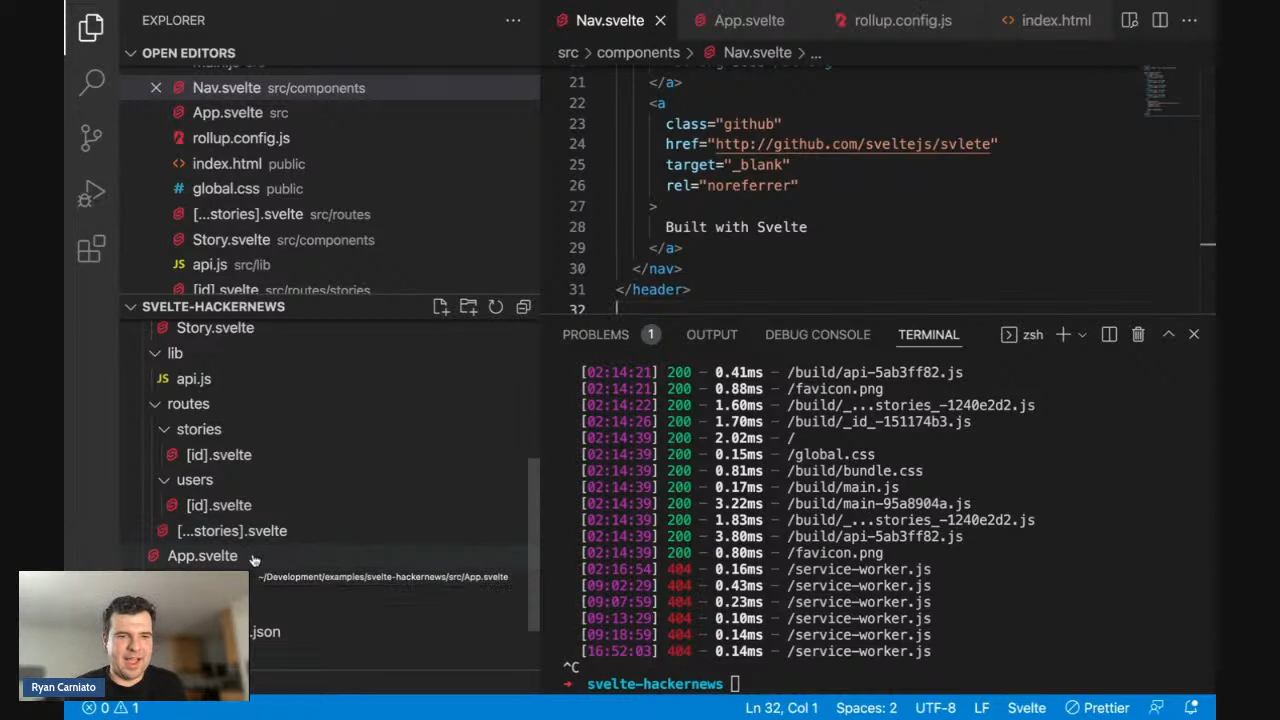 EXPLORER
OPEN EDITORS
Nav.svelte src/components
App.svelte src
rollup.config.js
index.html public
global.css public
[...stories].svelte src/routes
Story.svelte src/components
api.js src/lib
[id].svelte src/routes/stories
SVELTE-HACKERNEWS
Story.svelte
lib
api.js
routes
stories
[id].svelte
users
[id].svelte
[...stories].svelte
App.svelte
~/Development/examples/svelte-hackernews/src/App.svelte
.json
Ryan Carniato
Nav.svelte
App.svelte
rollup.config.js
index.html
src > components > Nav.svelte > ...
21 </a>
22 <a
23 class="github"
24 href="http://github.com/sveltejs/svlete"
25 target="_blank"
26 rel="noreferrer"
27 >
28 Built with Svelte
29 </a>
30 </nav>
31 </header>
32
PROBLEMS 1 OUTPUT DEBUG CONSOLE TERMINAL zsh
[02:14:21] 200 — 0.41ms — /build/api-5ab3ff82.js
[02:14:21] 200 — 0.88ms — /favicon.png
[02:14:22] 200 — 1.60ms — /build/_...stories_-1240e2d2.js
[02:14:26] 200 — 1.70ms — /build/_id_-151174b3.js
[02:14:39] 200 — 2.02ms — /
[02:14:39] 200 — 0.15ms — /global.css
[02:14:39] 200 — 0.81ms — /build/bundle.css
[02:14:39] 200 — 0.17ms — /build/main.js
[02:14:39] 200 — 3.22ms — /build/main-95a8904a.js
[02:14:39] 200 — 1.83ms — /build/_...stories_-1240e2d2.js
[02:14:39] 200 — 3.80ms — /build/api-5ab3ff82.js
[02:14:39] 200 — 0.80ms — /favicon.png
[02:16:54] 404 — 0.14ms — /service-worker.js
[09:02:29] 404 — 0.43ms — /service-worker.js
[09:07:59] 404 — 0.23ms — /service-worker.js
[09:13:29] 404 — 0.10ms — /service-worker.js
[09:18:59] 404 — 0.14ms — /service-worker.js
[16:52:03] 404 — 0.14ms — /service-worker.js
^C
→ svelte-hackernews
0 1
Ln 32, Col 1 Spaces: 2 UTF-8 LF Svelte Prettier